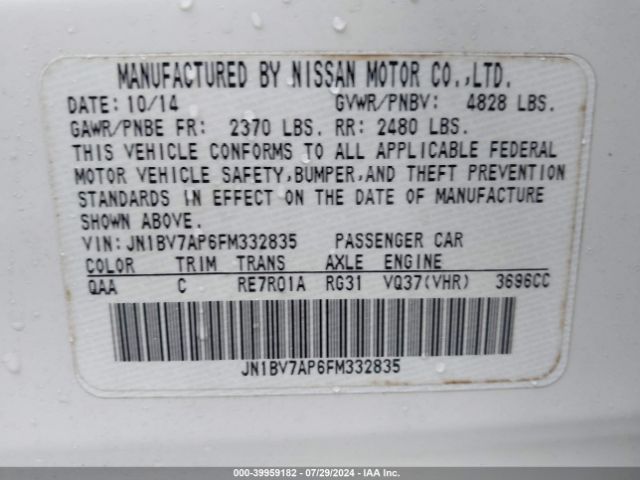 MANUFACTURED BY NISSAN MOTOR CO.,LTD.
DATE: 10/14 GVWR/PNBV: 4828 LBS.
GAWR/PNBE FR: 2370 LBS. RR: 2480 LBS.
THIS VEHICLE CONFORMS TO ALL APPLICABLE FEDERAL
MOTOR VEHICLE SAFETY,BUMPER,AND THEFT PREVENTION
STANDARDS IN EFFECT ON THE DATE OF MANUFACTURE
SHOWN ABOVE.
VIN:JN1BV7AP6FM332835 PASSENGER CAR
COLOR TRIM TRANS AXLE ENGINE
QAA C RE7R01A RG31 VQ37(VHR) 3696CC
JN1BV7AP6FM332835
000-39959182 - 07/29/2024 - IAA Inc.